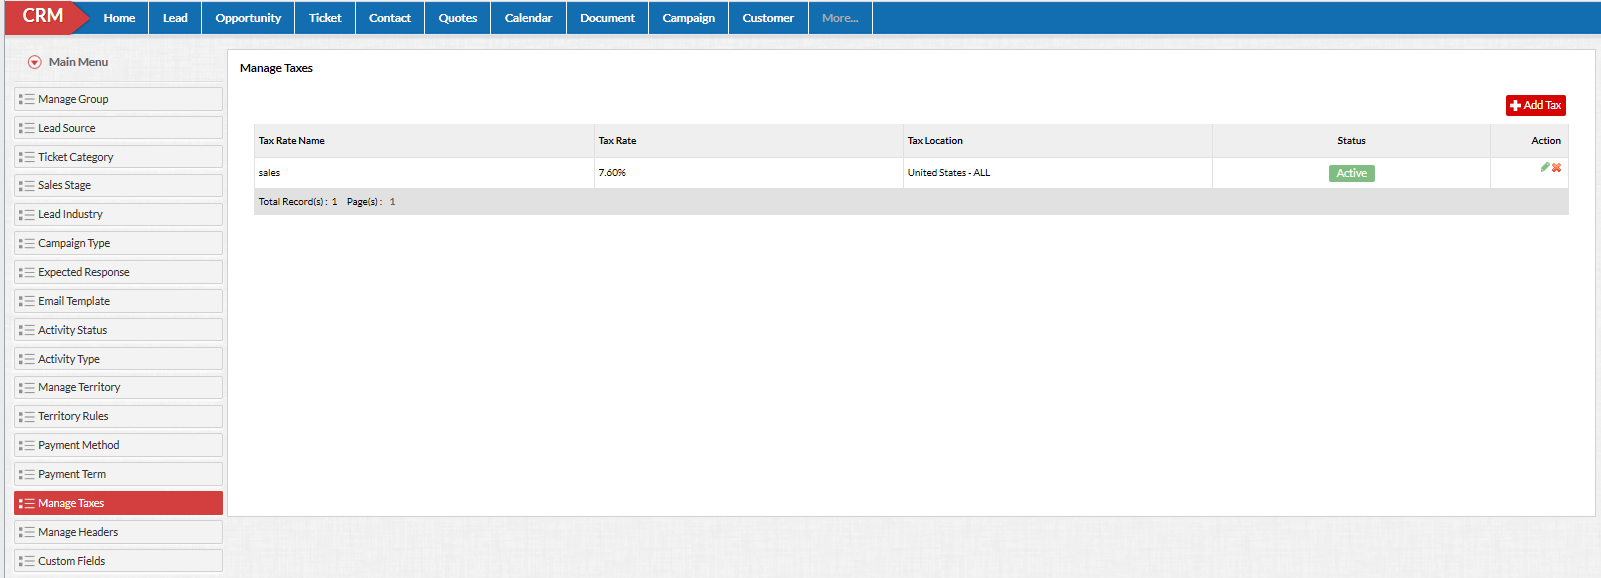 CRM Home Lead Opportunity Ticket Contact Quotes Calendar Document Campaign Customer More...
Main Menu
Manage Group
Lead Source
Ticket Category
Sales Stage
Lead Industry
Campaign Type
Expected Response
Email Template
Activity Status
Activity Type
Manage Territory
Territory Rules
Payment Method
Payment Term
Manage Taxes
Manage Headers
Custom Fields
Manage Taxes
Add Tax
Tax Rate Name Tax Rate Tax Location Status Action
sales 7.60% United States - ALL Active
Total Record(s) : 1 Page(s) : 1